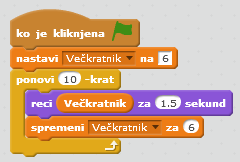 ko je kliknjena
nastavi Večkratnik na 6
ponovi 10 -krat
reci Večkratnik za 1.5 sekund
spremeni Večkratnik za 6